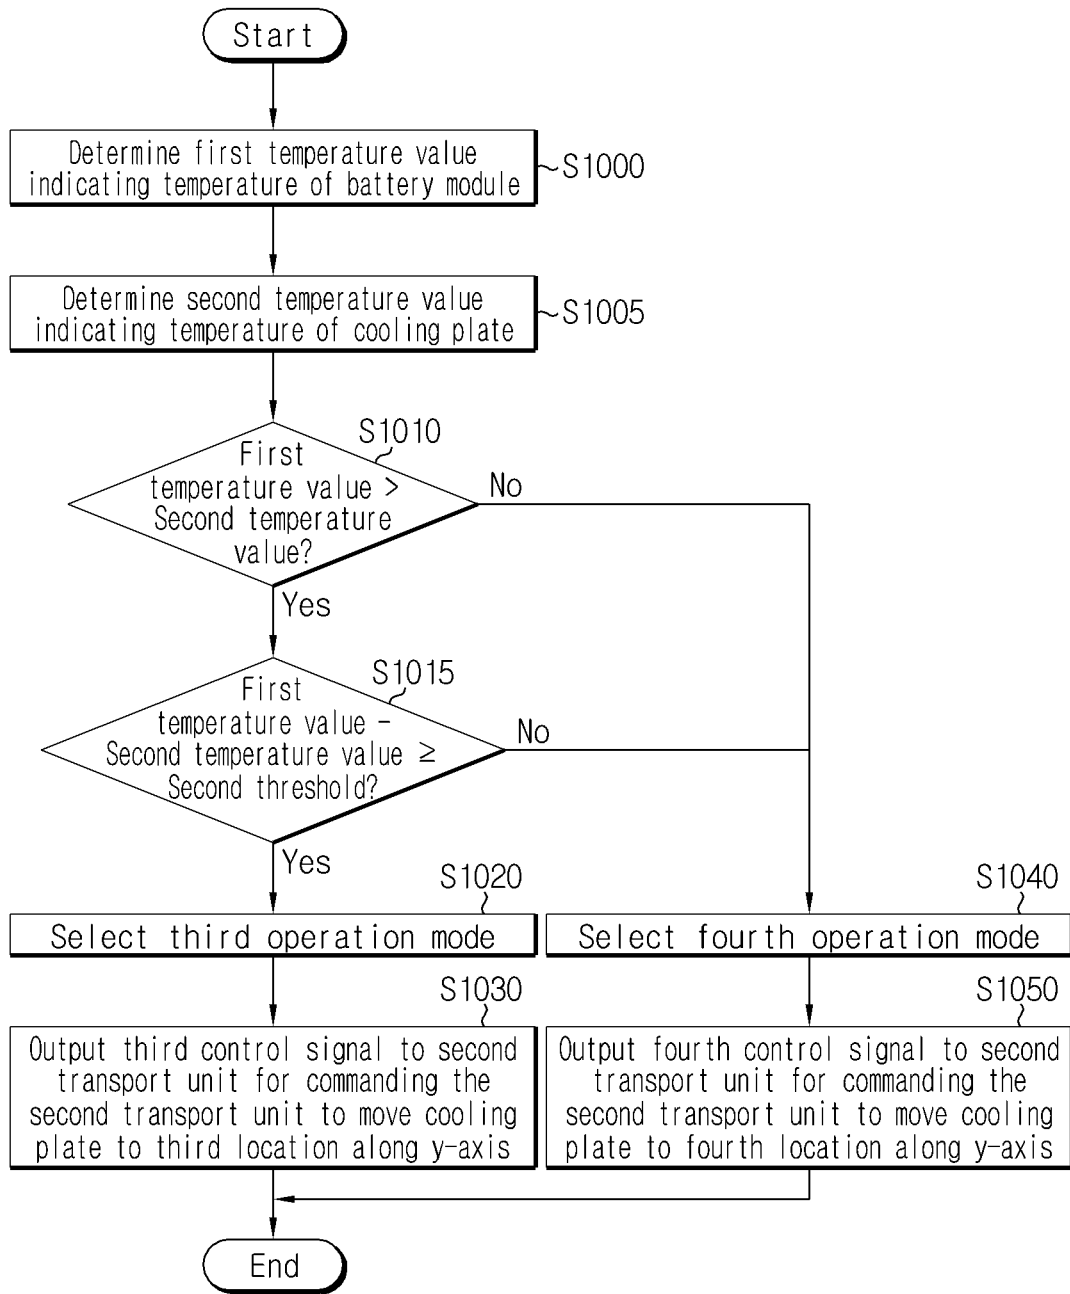 Start
Determine first temperature value
indicating temperature of battery module
S1000
Determine second temperature value
indicating temperature of cooling plate
S1005
S1010
First
temperature value >
Second temperature
value?
No
Yes
S1015
First
temperature value -
Second temperature value ≥
Second threshold?
No
Yes
S1020
Select third operation mode
S1040
Select fourth operation mode
S1030
Output third control signal to second
transport unit for commanding the
second transport unit to move cooling
plate to third location along y-axis
S1050
Output fourth control signal to second
transport unit for commanding the
second transport unit to move cooling
plate to fourth location along y-axis
End